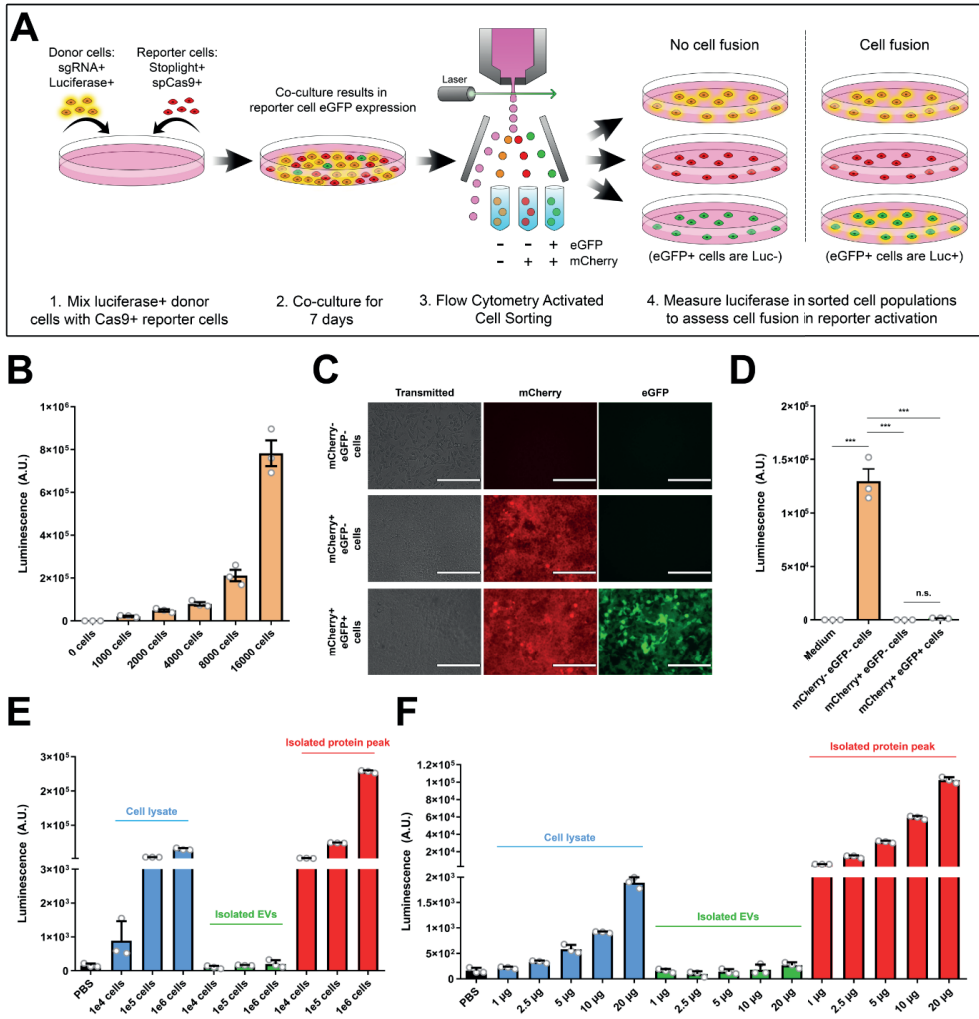 A
Donor cells:
sgRNA+
Luciferase+
Reporter cells:
Stoplight+
spCas9+
Co-culture results in
reporter cell eGFP expression
Laser
No cell fusion
Cell fusion
- - + eGFP
- + + mCherry
(eGFP+ cells are Luc-)
(eGFP+ cells are Luc+)
1. Mix luciferase+ donor
cells with Cas9+ reporter cells
2. Co-culture for
7 days
3. Flow Cytometry Activated
Cell Sorting
4. Measure luciferase in sorted cell populations
to assess cell fusion in reporter activation
B
Luminescence (A.U.)
1×10⁶
8×10⁵
6×10⁵
4×10⁵
2×10⁵
0
0 cells
1000 cells
2000 cells
4000 cells
8000 cells
16000 cells
C
Transmitted
mCherry
eGFP
mCherry-
eGFP-
cells
mCherry+
eGFP-
cells
mCherry+
eGFP+
cells
D
Luminescence (A.U.)
2.0×10⁵
1.5×10⁵
1.0×10⁵
5.0×10⁴
0
***
***
***
n.s.
Medium
mCherry- eGFP- cells
mCherry+ eGFP- cells
mCherry+ eGFP+ cells
E
Luminescence (A.U.)
3×10⁵
2×10⁵
1×10⁵
3×10³
2×10³
1×10³
0
Cell lysate
Isolated EVs
Isolated protein peak
PBS
1e4 cells
1e5 cells
1e6 cells
1e4 cells
1e5 cells
1e6 cells
1e4 cells
1e5 cells
1e6 cells
F
Luminescence (A.U.)
1.2×10⁵
1×10⁵
8×10⁴
6×10⁴
4×10⁴
2×10⁴
2×10³
1×10³
1×10³
5×10²
0
Cell lysate
Isolated EVs
Isolated protein peak
PBS
1 µg
2.5 µg
5 µg
10 µg
20 µg
1 µg
2.5 µg
5 µg
10 µg
20 µg
1 µg
2.5 µg
5 µg
10 µg
20 µg